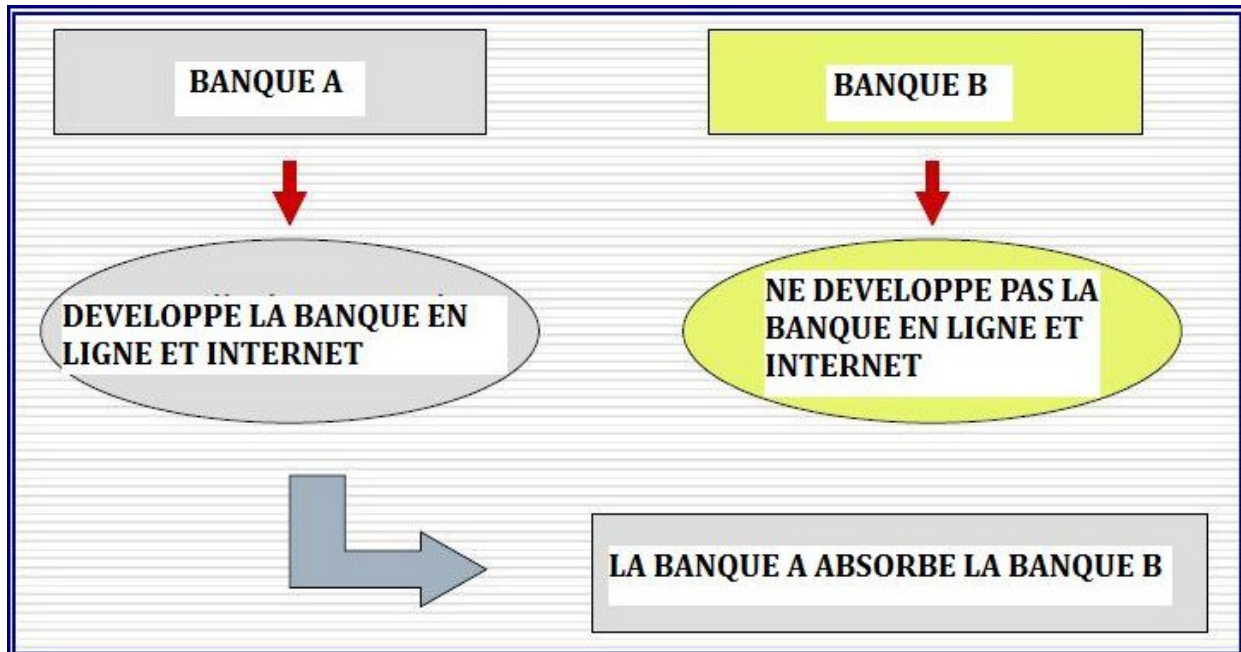 BANQUE A
BANQUE B
DEVELOPPE LA BANQUE EN
LIGNE ET INTERNET
NE DEVELOPPE PAS LA
BANQUE EN LIGNE ET
INTERNET
LA BANQUE A ABSORBE LA BANQUE B